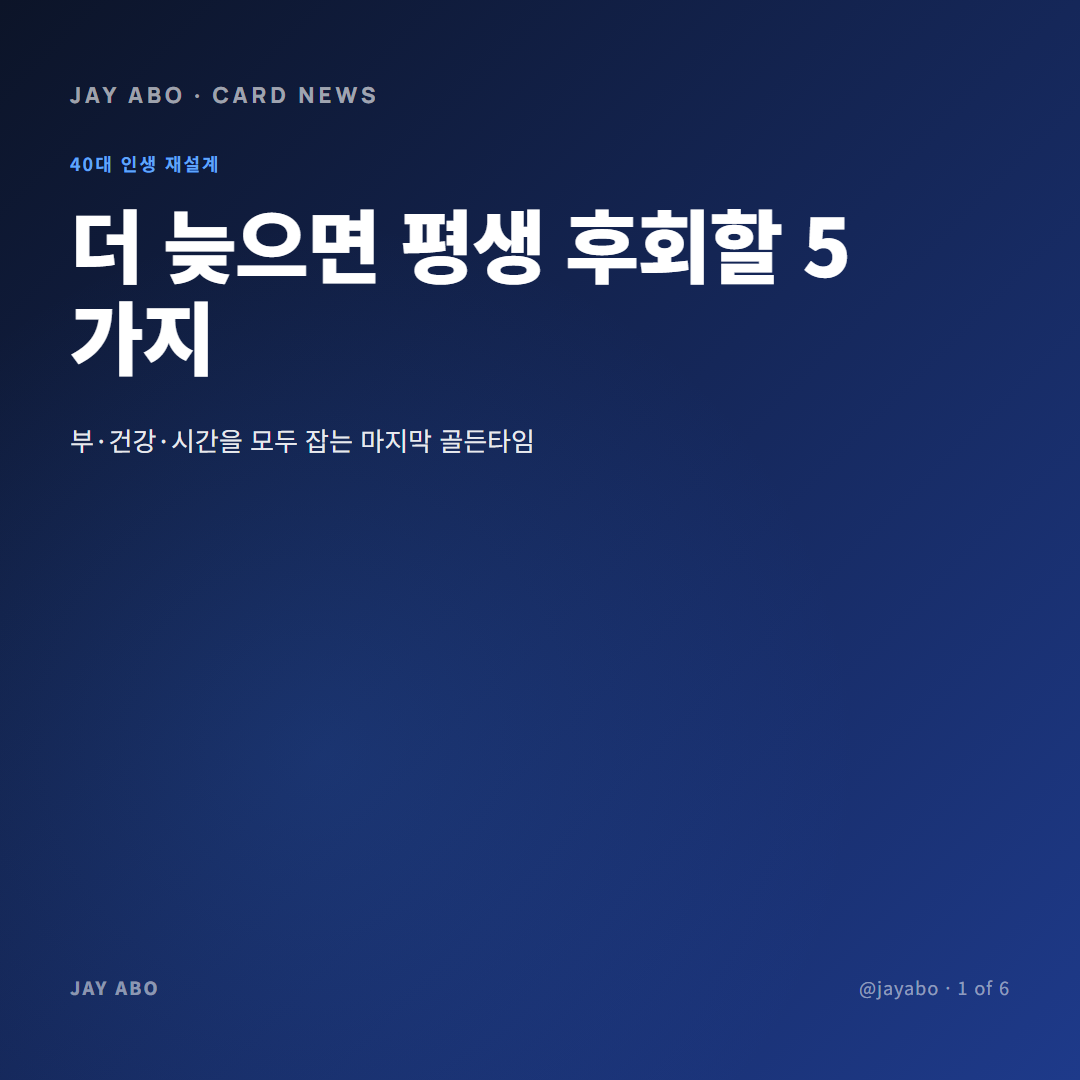 JAY ABO · CARD NEWS
40대 인생 재설계
더 늦으면 평생 후회할 5
가지
부·건강·시간을 모두 잡는 마지막 골든타임
JAY ABO
@jayabo · 1 of 6